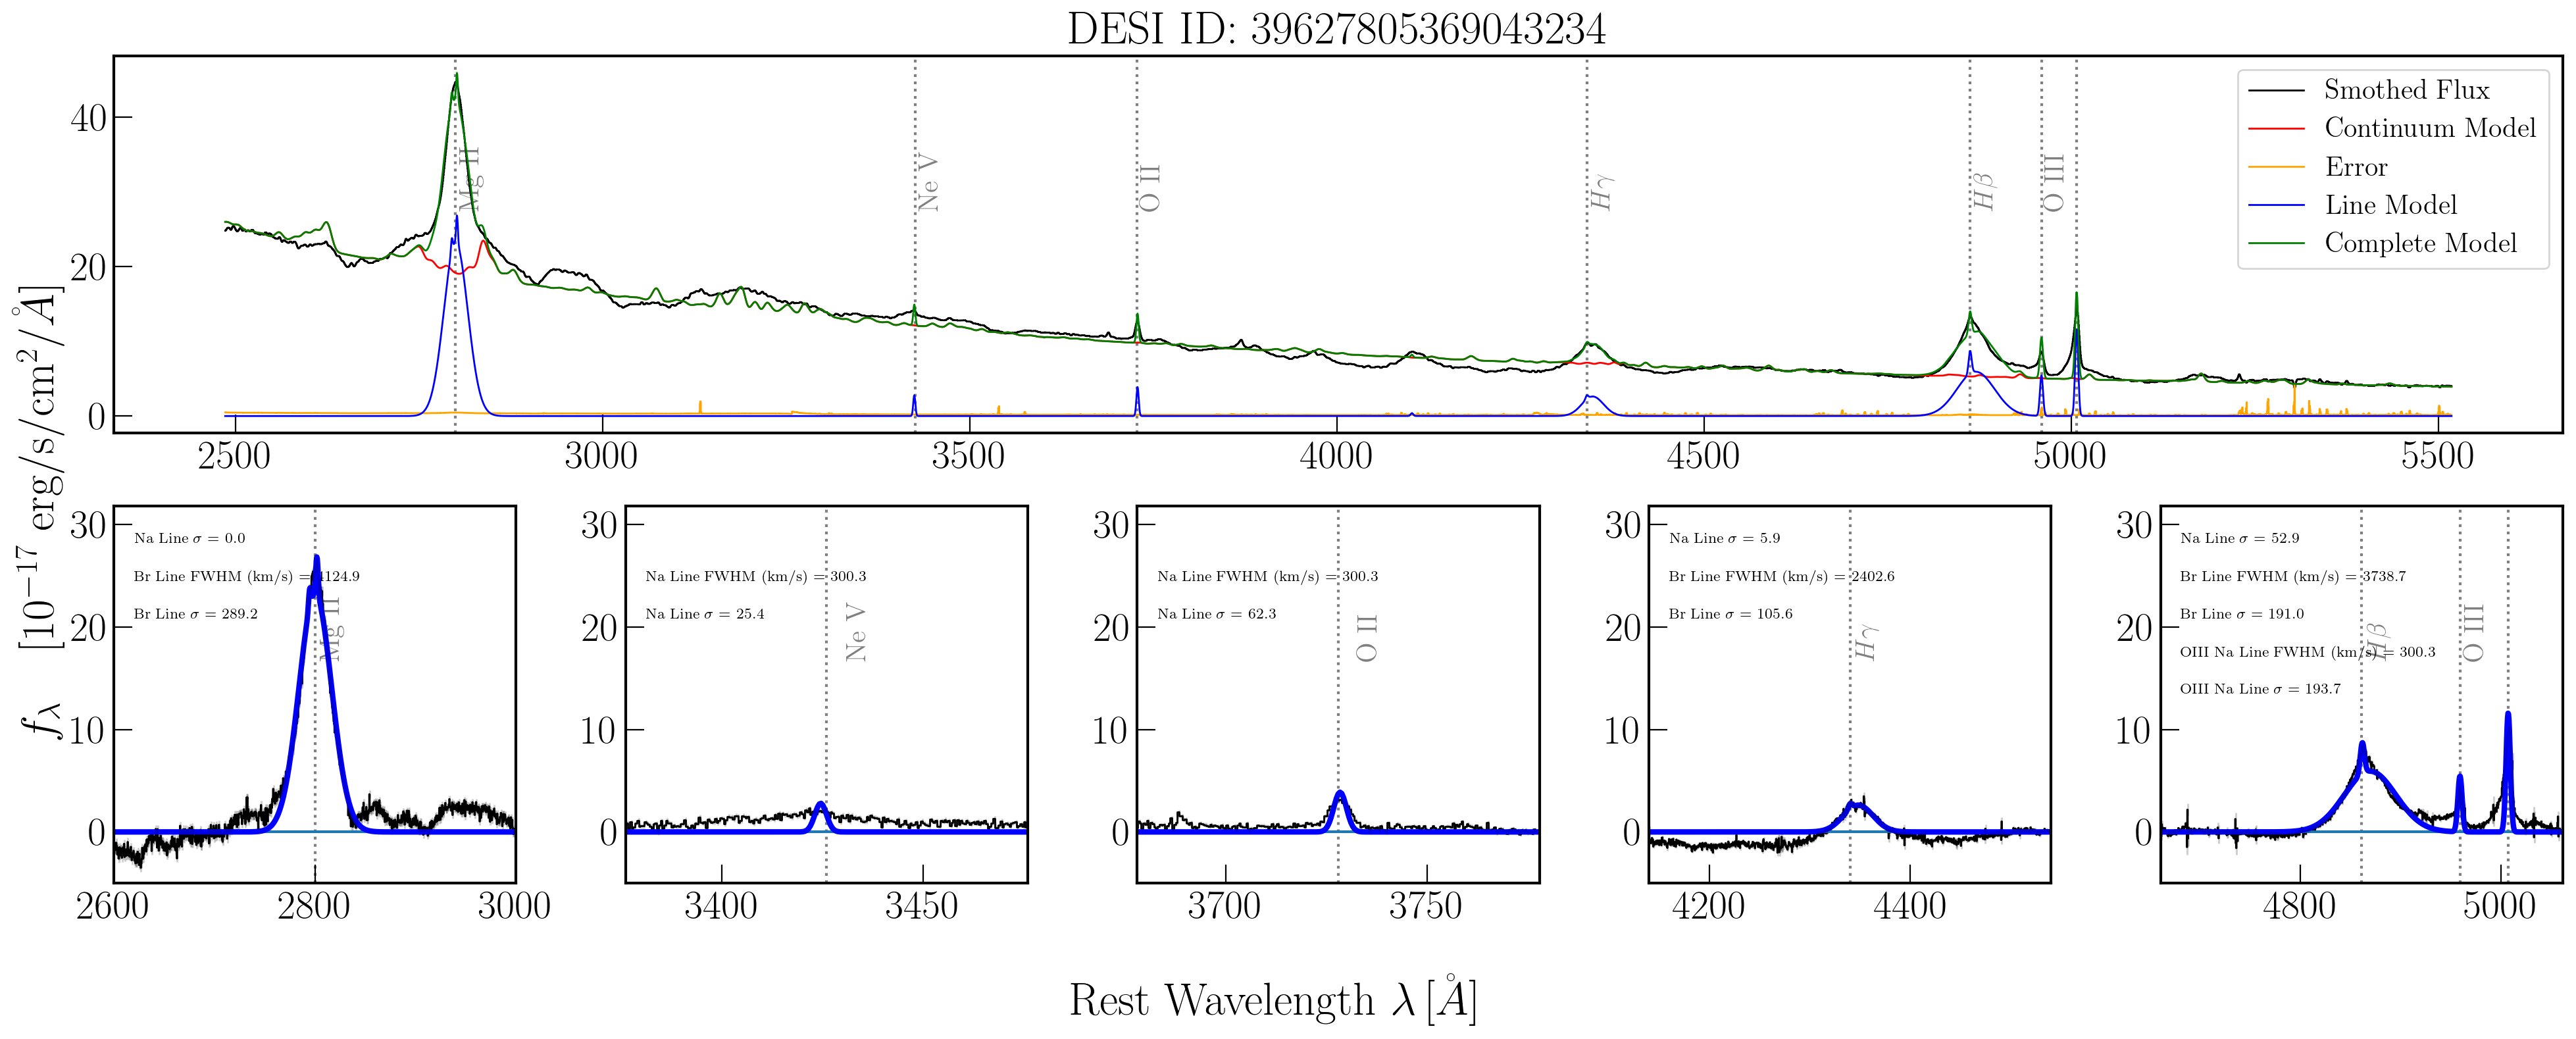 DESI ID: 39627805369043234
Smothed Flux
Continuum Model
Error
Line Model
Complete Model
Mg II
Ne V
O II
Hγ
Hβ
O III
40
20
0
2500 3000 3500 4000 4500 5000 5500
fλ [10−17 erg/s/cm2/Å]
30
20
10
0
Na Line σ = 0.0
Br Line FWHM (km/s) = 4124.9
Br Line σ = 289.2
Mg II
2600 2800 3000
30
20
10
0
Na Line FWHM (km/s) = 300.3
Na Line σ = 25.4
Ne V
3400 3450
30
20
10
0
Na Line FWHM (km/s) = 300.3
Na Line σ = 62.3
O II
3700 3750
30
20
10
0
Na Line σ = 5.9
Br Line FWHM (km/s) = 2402.6
Br Line σ = 105.6
Hγ
4200 4400
30
20
10
0
Na Line σ = 52.9
Br Line FWHM (km/s) = 3738.7
Br Line σ = 191.0
OIII Na Line FWHM (km/s) = 300.3
OIII Na Line σ = 193.7
Hβ
O III
4800 5000
Rest Wavelength λ [Å]